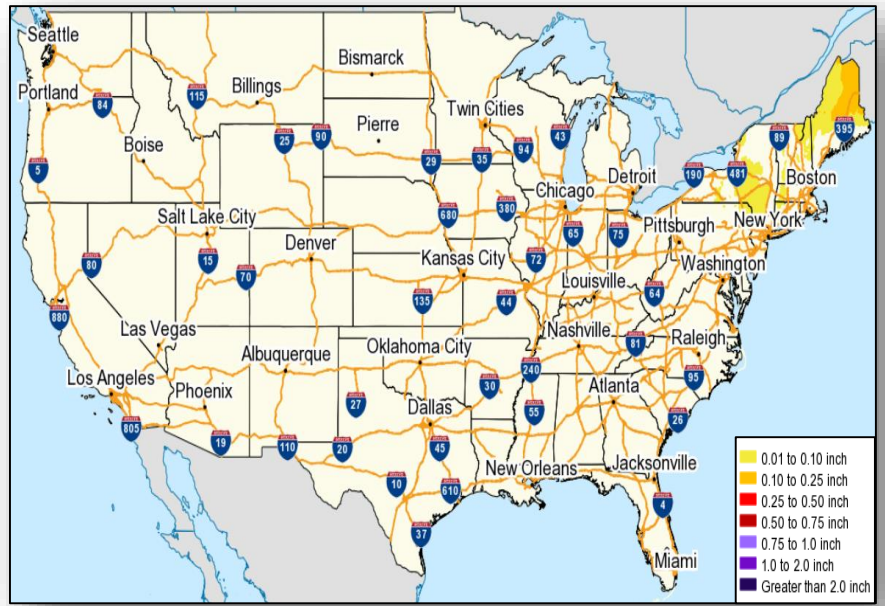 Seattle
Bismarck
Billings
Portland
115
84
Twin Cities
Pierre
25
90
94
43
395
89
Boise
5
29
35
190
481
Boston
Detroit
Chicago
680
380
Salt Lake City
65
75
Pittsburgh
New York
Denver
80
15
70
Kansas City
72
Washington
Louisville
64
135
44
880
Las Vegas
Nashville
81
Raleigh
Albuquerque
Oklahoma City
240
Los Angeles
Phoenix
30
95
Atlanta
27
Dallas
55
26
805
19
110
20
45
New Orleans
Jacksonville
10
610
4
37
Miami
0.01 to 0.10 inch
0.10 to 0.25 inch
0.25 to 0.50 inch
0.50 to 0.75 inch
0.75 to 1.0 inch
1.0 to 2.0 inch
Greater than 2.0 inch